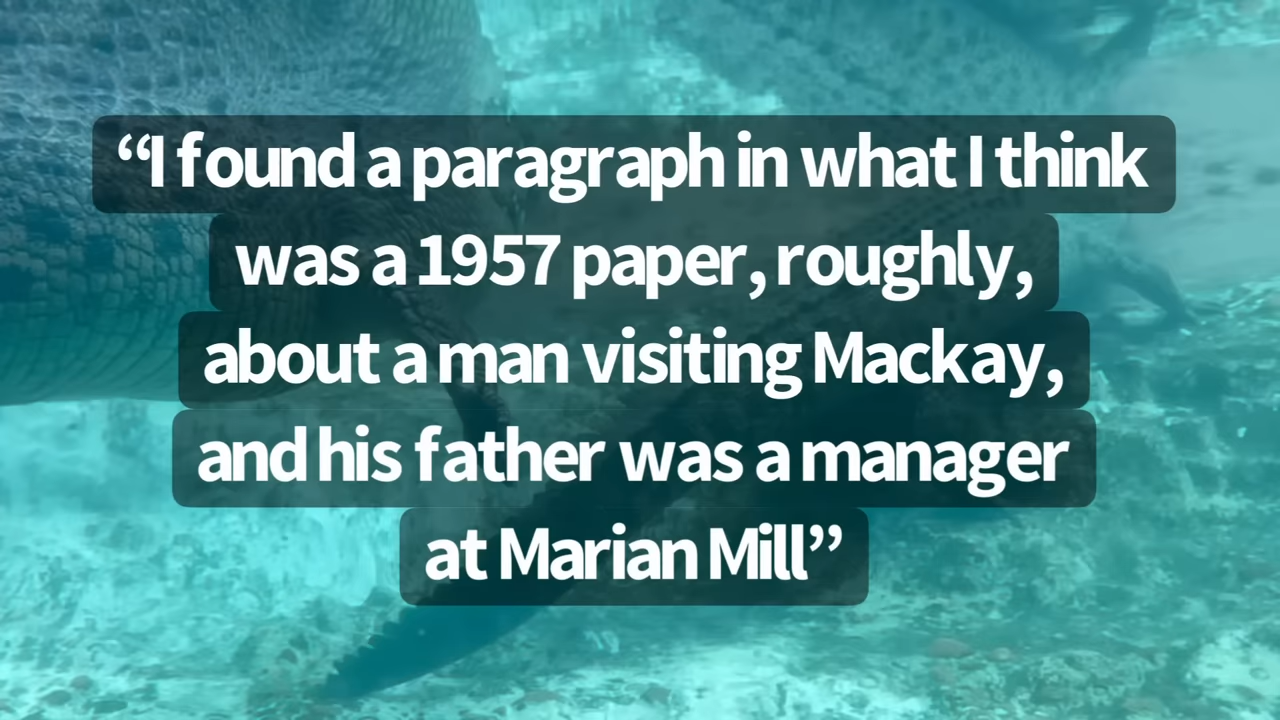 “I found a paragraph in what I think
was a 1957 paper, roughly,
about a man visiting Mackay,
and his father was a manager
at Marian Mill”